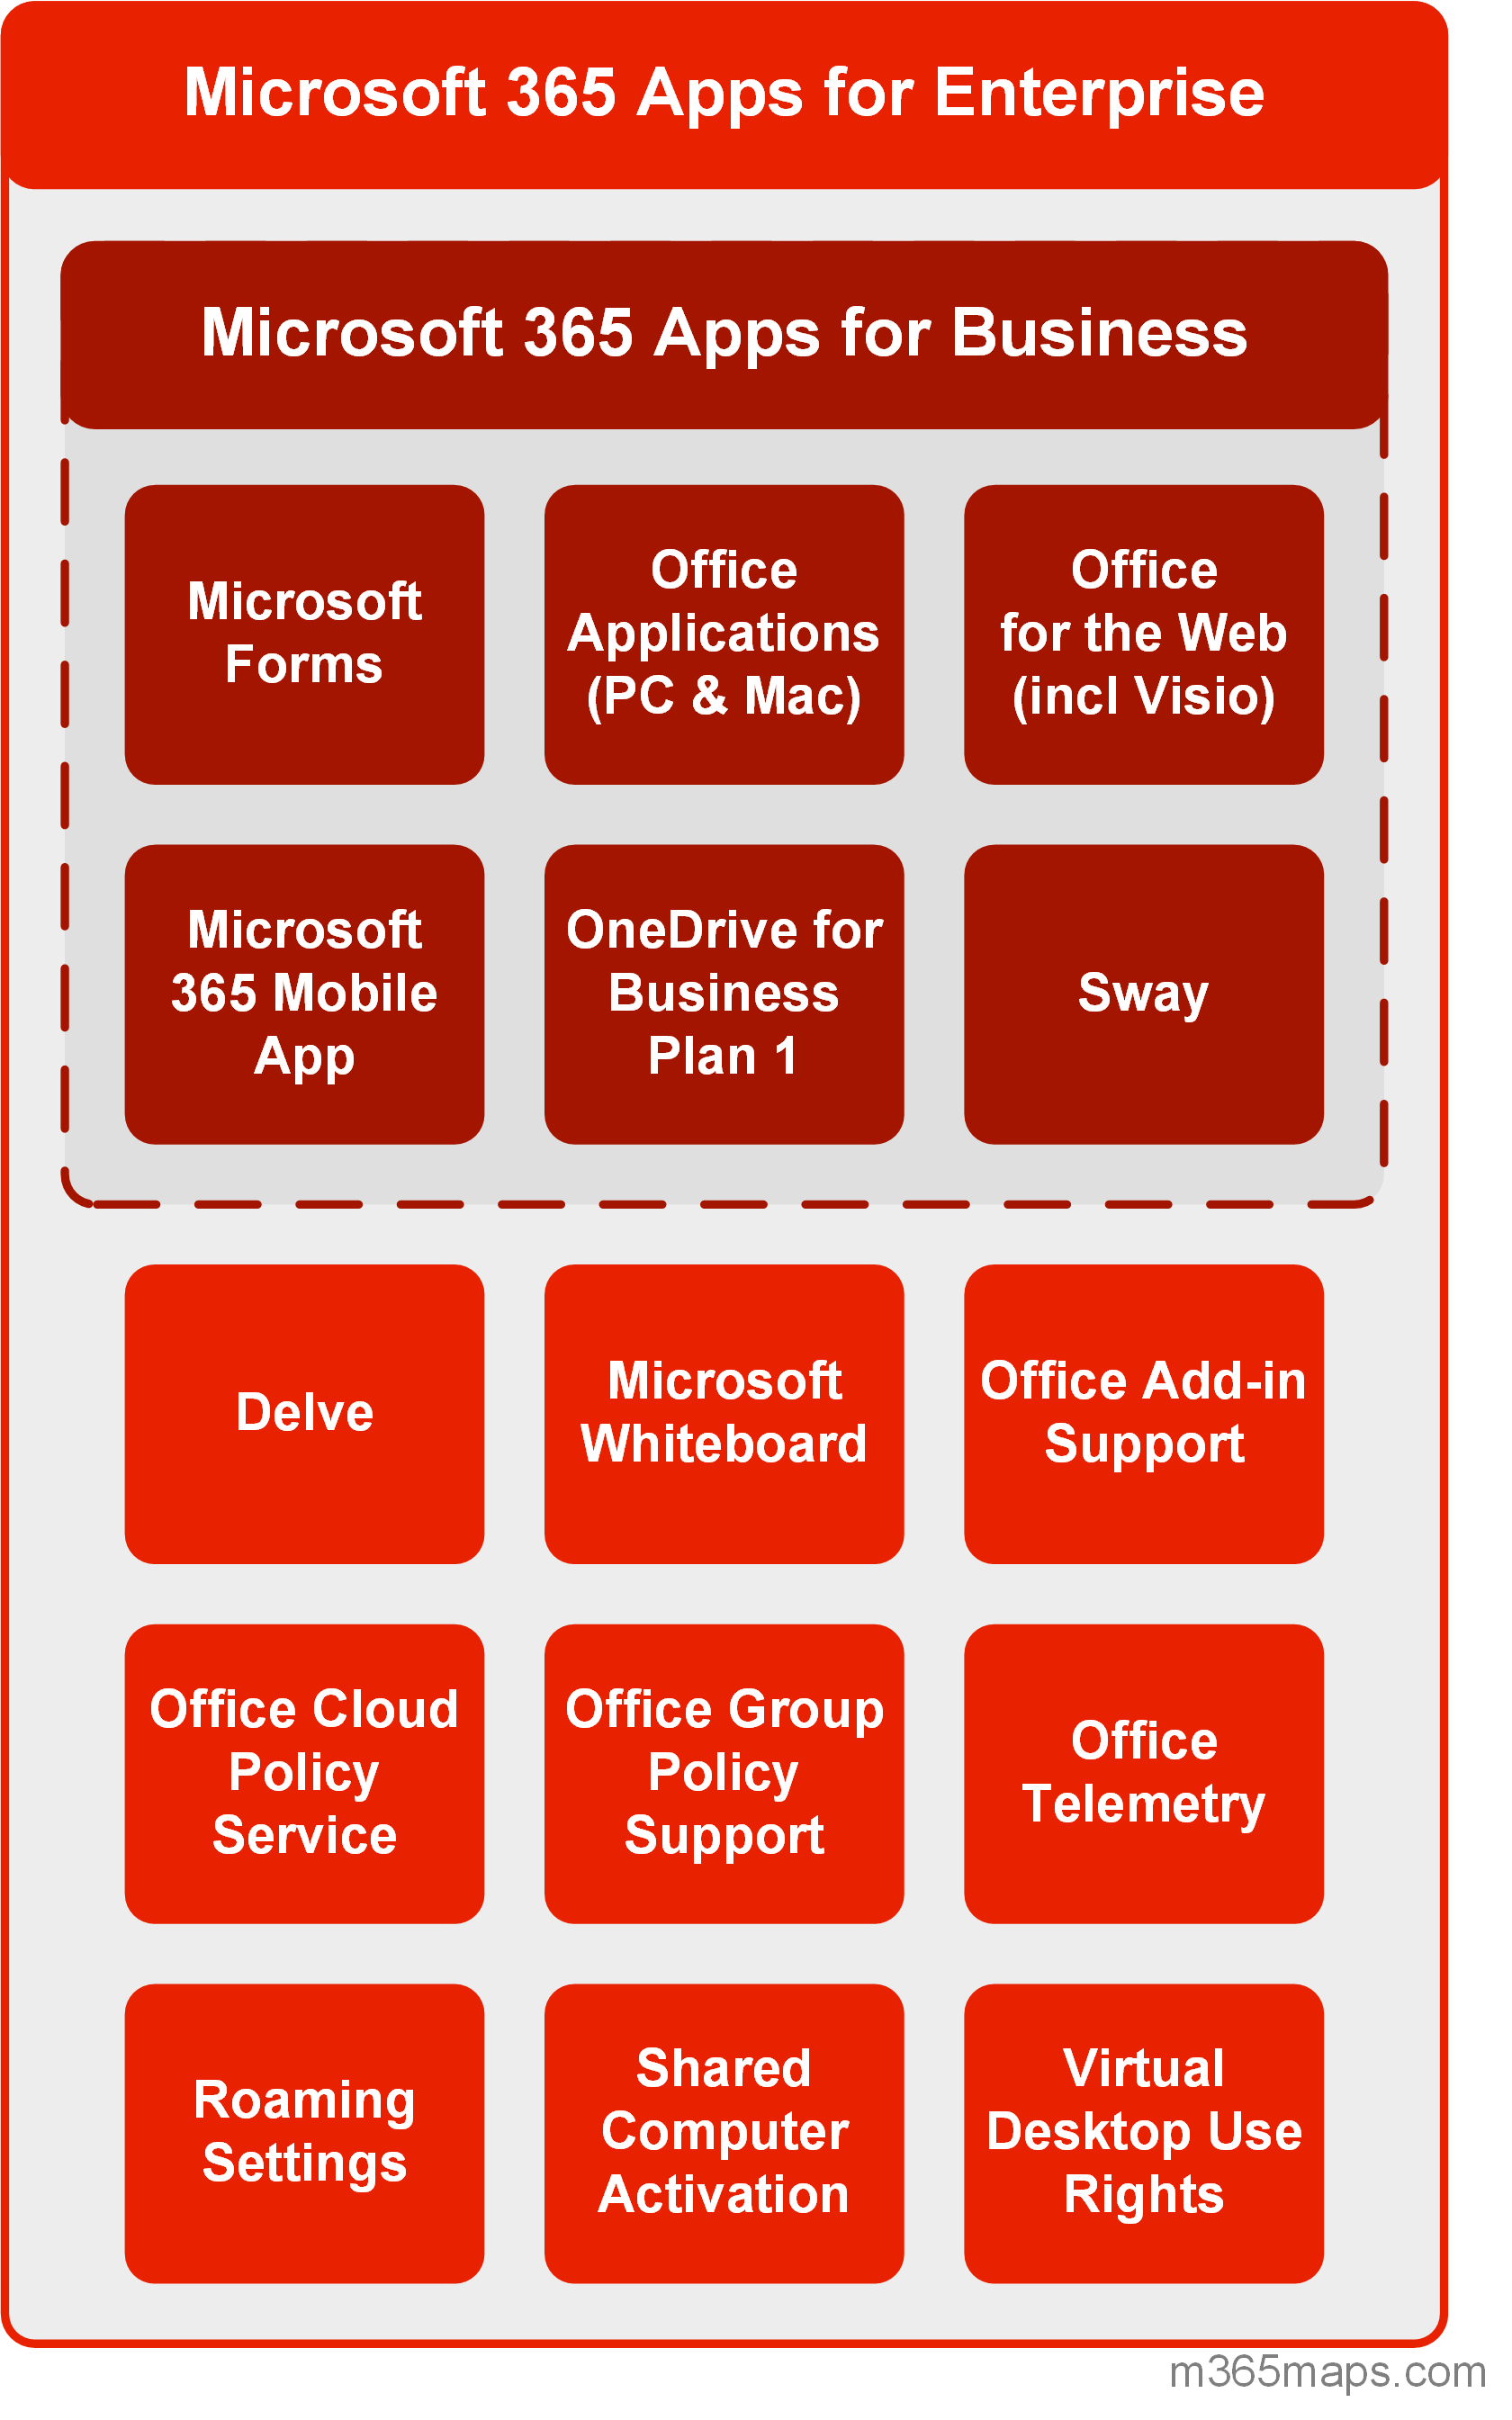 Microsoft 365 Apps for Enterprise
Microsoft 365 Apps for Business
Microsoft
Forms
Office
Applications
(PC & Mac)
Office
for the Web
(incl Visio)
Microsoft
365 Mobile
App
OneDrive for
Business
Plan 1
Sway
Delve
Microsoft
Whiteboard
Office Add-in
Support
Office Cloud
Policy
Service
Office Group
Policy
Support
Office
Telemetry
Roaming
Settings
Shared
Computer
Activation
Virtual
Desktop Use
Rights
m365maps.com